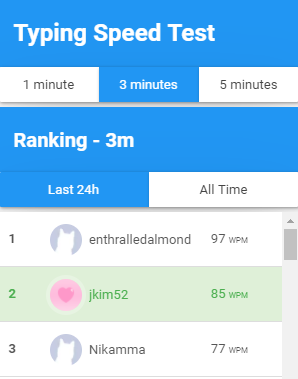 Typing Speed Test
1 minute 3 minutes 5 minutes
Ranking - 3m
Last 24h All Time
1 enthralledalmond 97 WPM
2 jkim52 85 WPM
3 Nikamma 77 WPM